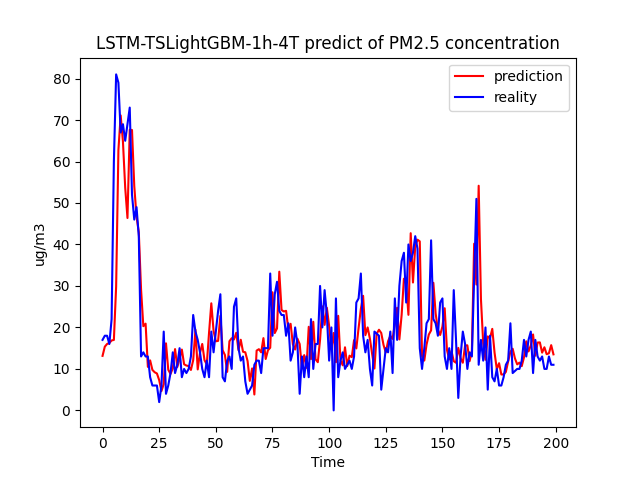 LSTM-TSLightGBM-1h-4T predict of PM2.5 concentration
prediction
reality
80
70
60
50
40
30
20
10
0
ug/m3
0 25 50 75 100 125 150 175 200
Time